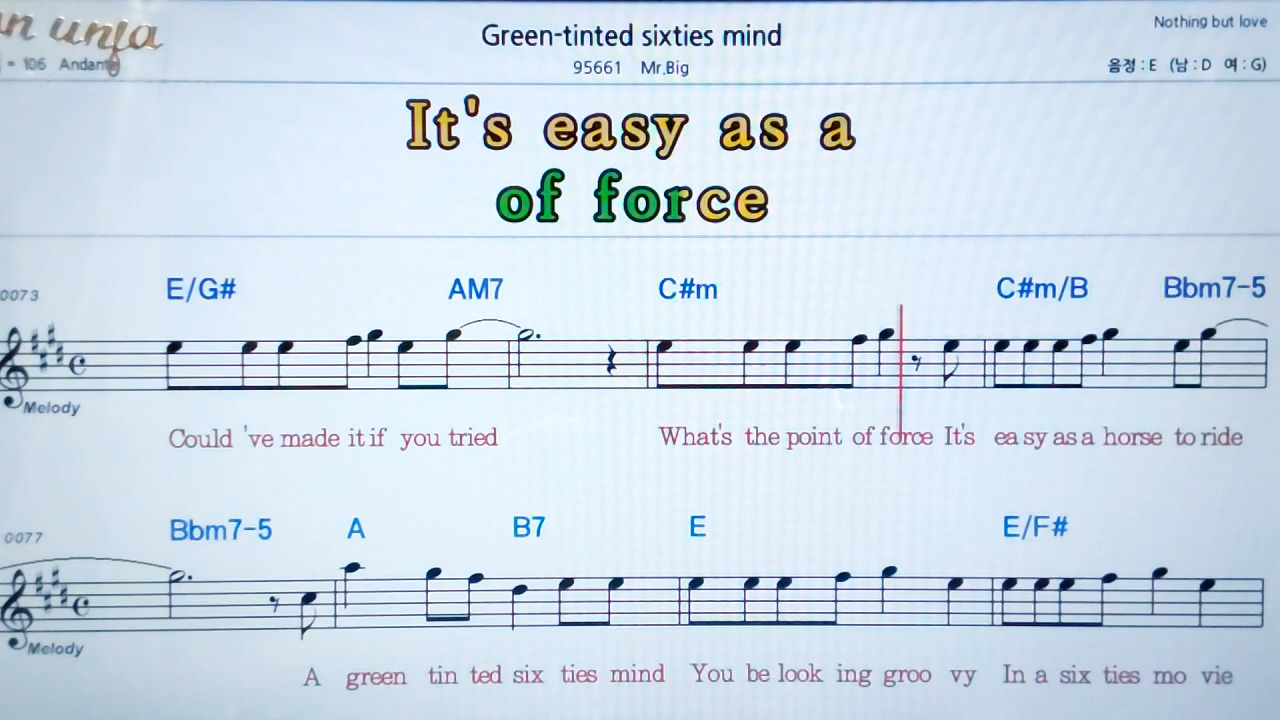 Green-tinted sixties mind
Nothing but love
= 106 Andante
95661 Mr.Big
음정 : E (남 : D 여 : G)
It's easy as a
of force
E/G# AM7 C#m C#m/B Bbm7-5
0073
Melody
Could 've made it if you tried What's the point of force It's ea sy as a horse to ride
Bbm7-5 A B7 E E/F#
0077
Melody
A green tin ted six ties mind You be look ing groo vy In a six ties mo vie